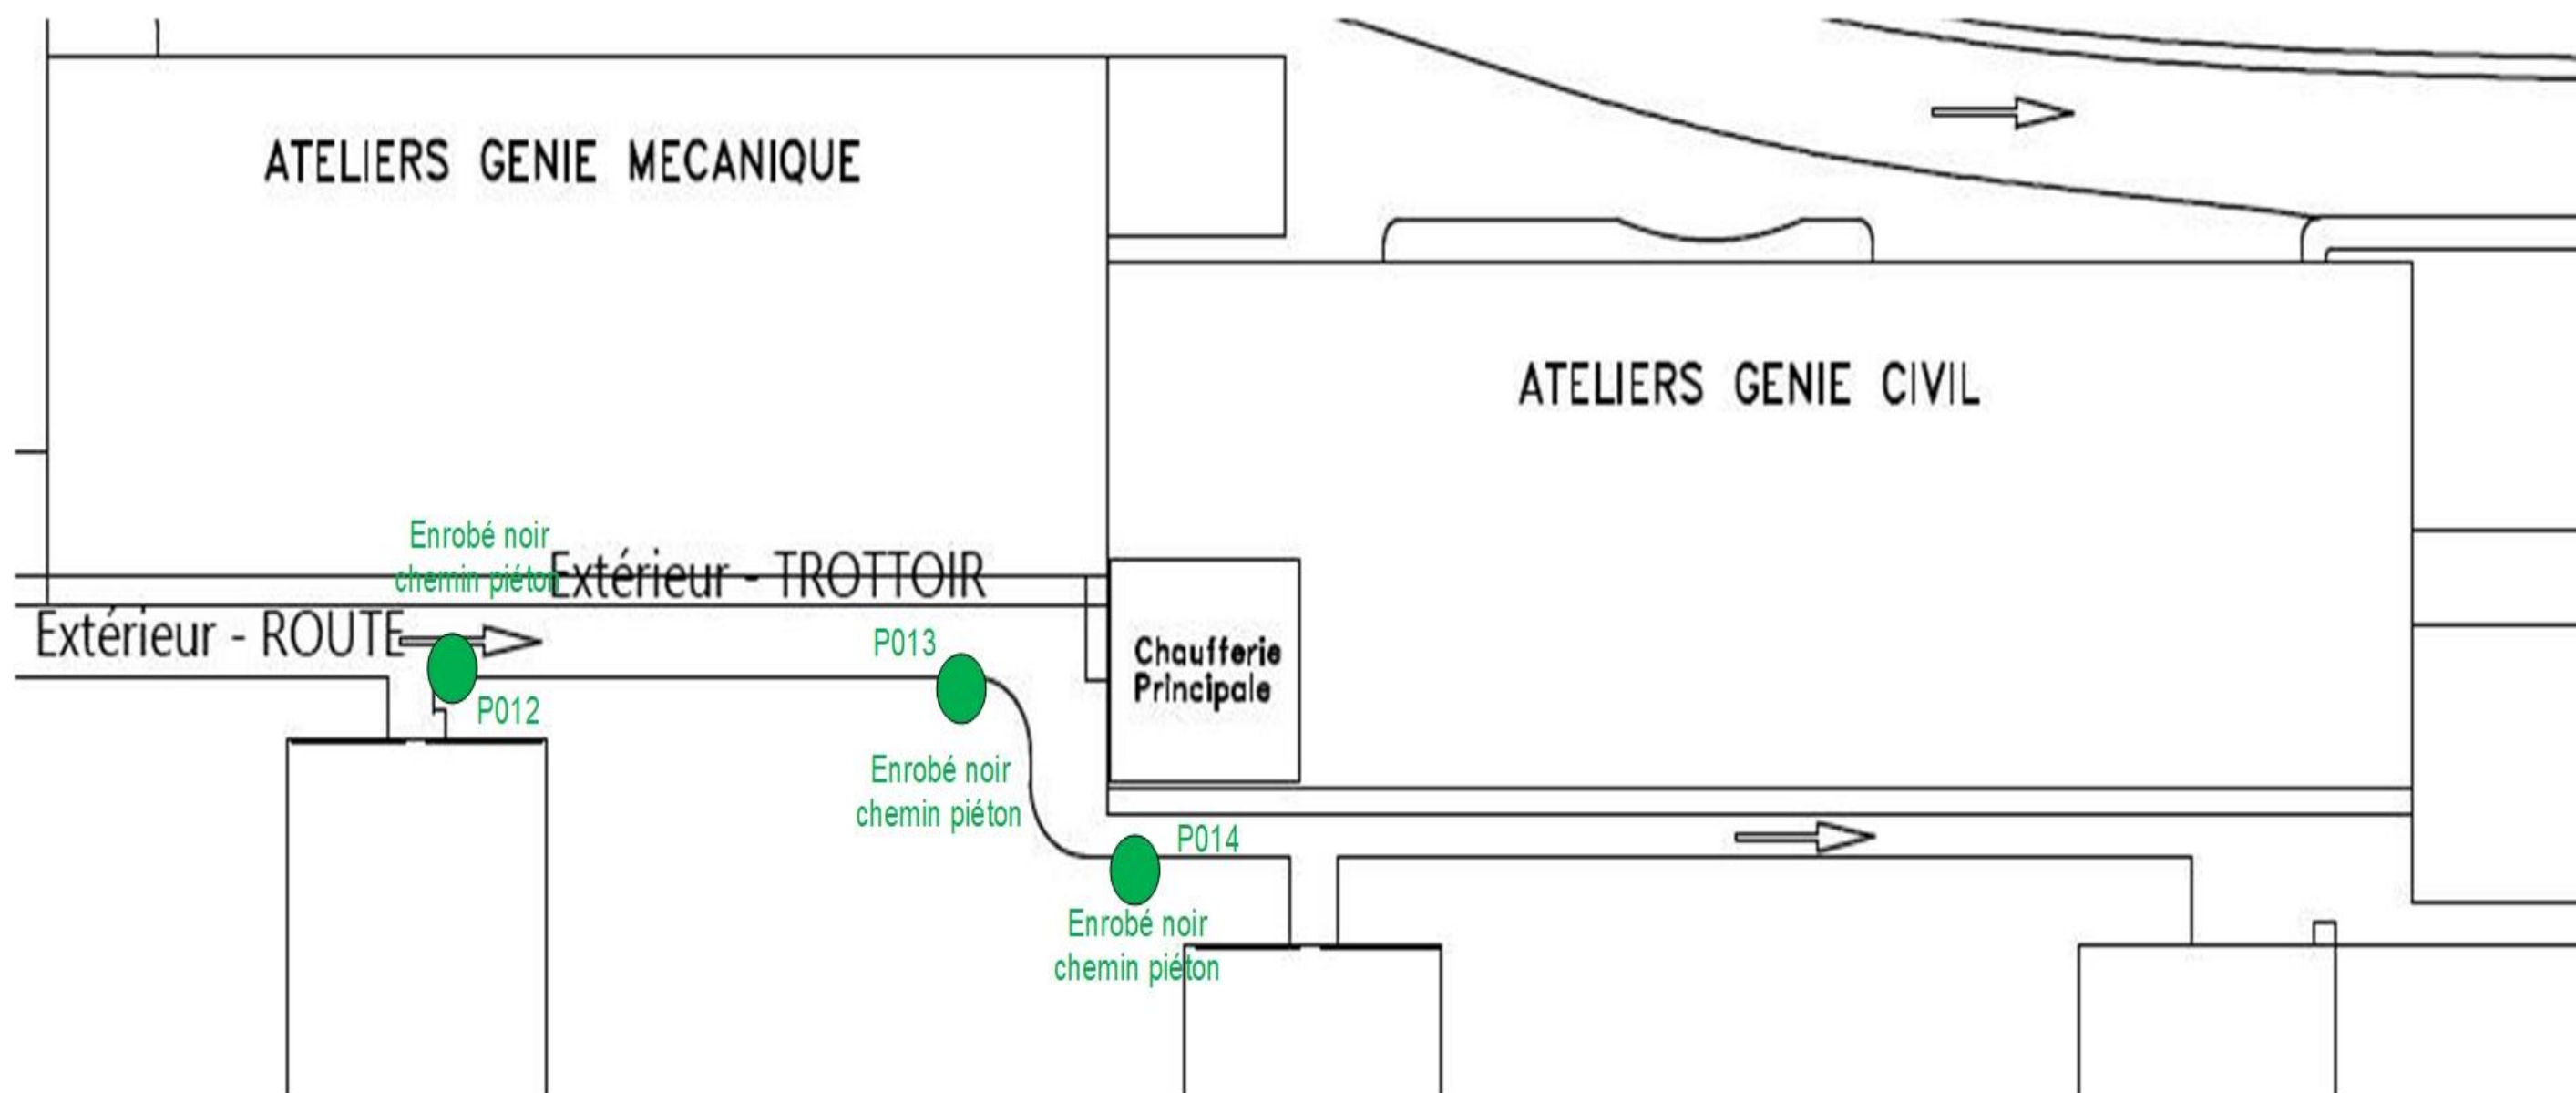 ATELIERS GENIE MECANIQUE
ATELIERS GENIE CIVIL
Enrobé noir
chemin piéton
Extérieur - TROTTOIR
Extérieur - ROUTE
P012
P013
Enrobé noir
chemin piéton
Chaufferie
Principale
P014
Enrobé noir
chemin piéton